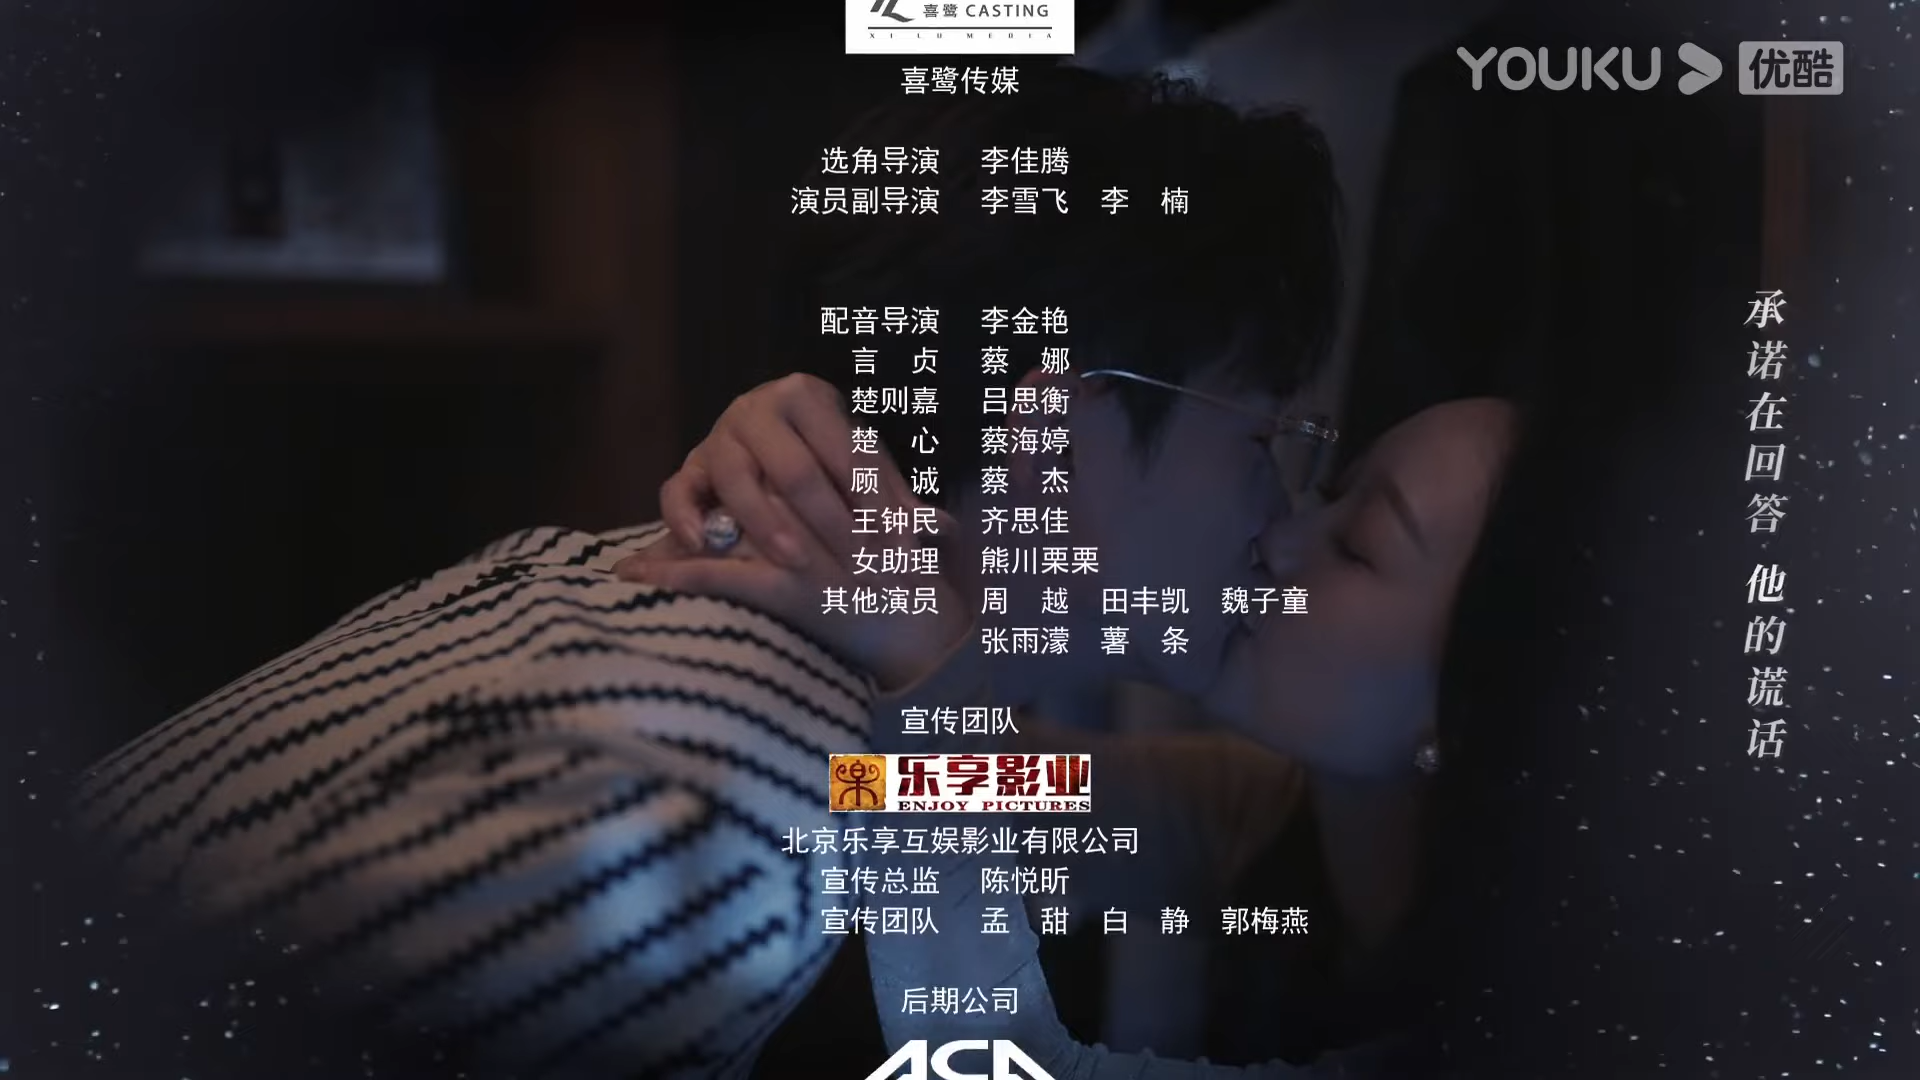 喜鹭 CASTING
XI LU MEDIA
喜鹭传媒
YOUKU 优酷
选角导演 李佳腾
演员副导演 李雪飞 李 楠
配音导演 李金艳
言 贞 蔡 娜
楚则嘉 吕思衡
楚 心 蔡海婷
顾 诚 蔡 杰
王钟民 齐思佳
女助理 熊川栗栗
其他演员 周 越 田丰凯 魏子童
张雨濛 薯 条
承诺在回答 他的谎话
宣传团队
乐享影业
ENJOY PICTURES
北京乐享互娱影业有限公司
宣传总监 陈悦昕
宣传团队 孟 甜 白 静 郭梅燕
后期公司